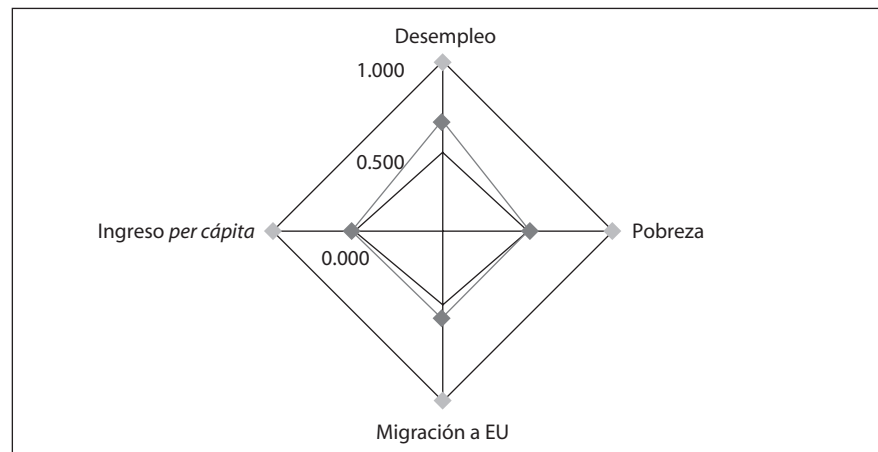 Desempleo
1.000
0.500
Ingreso per cápita
Pobreza
0.000
Migración a EU